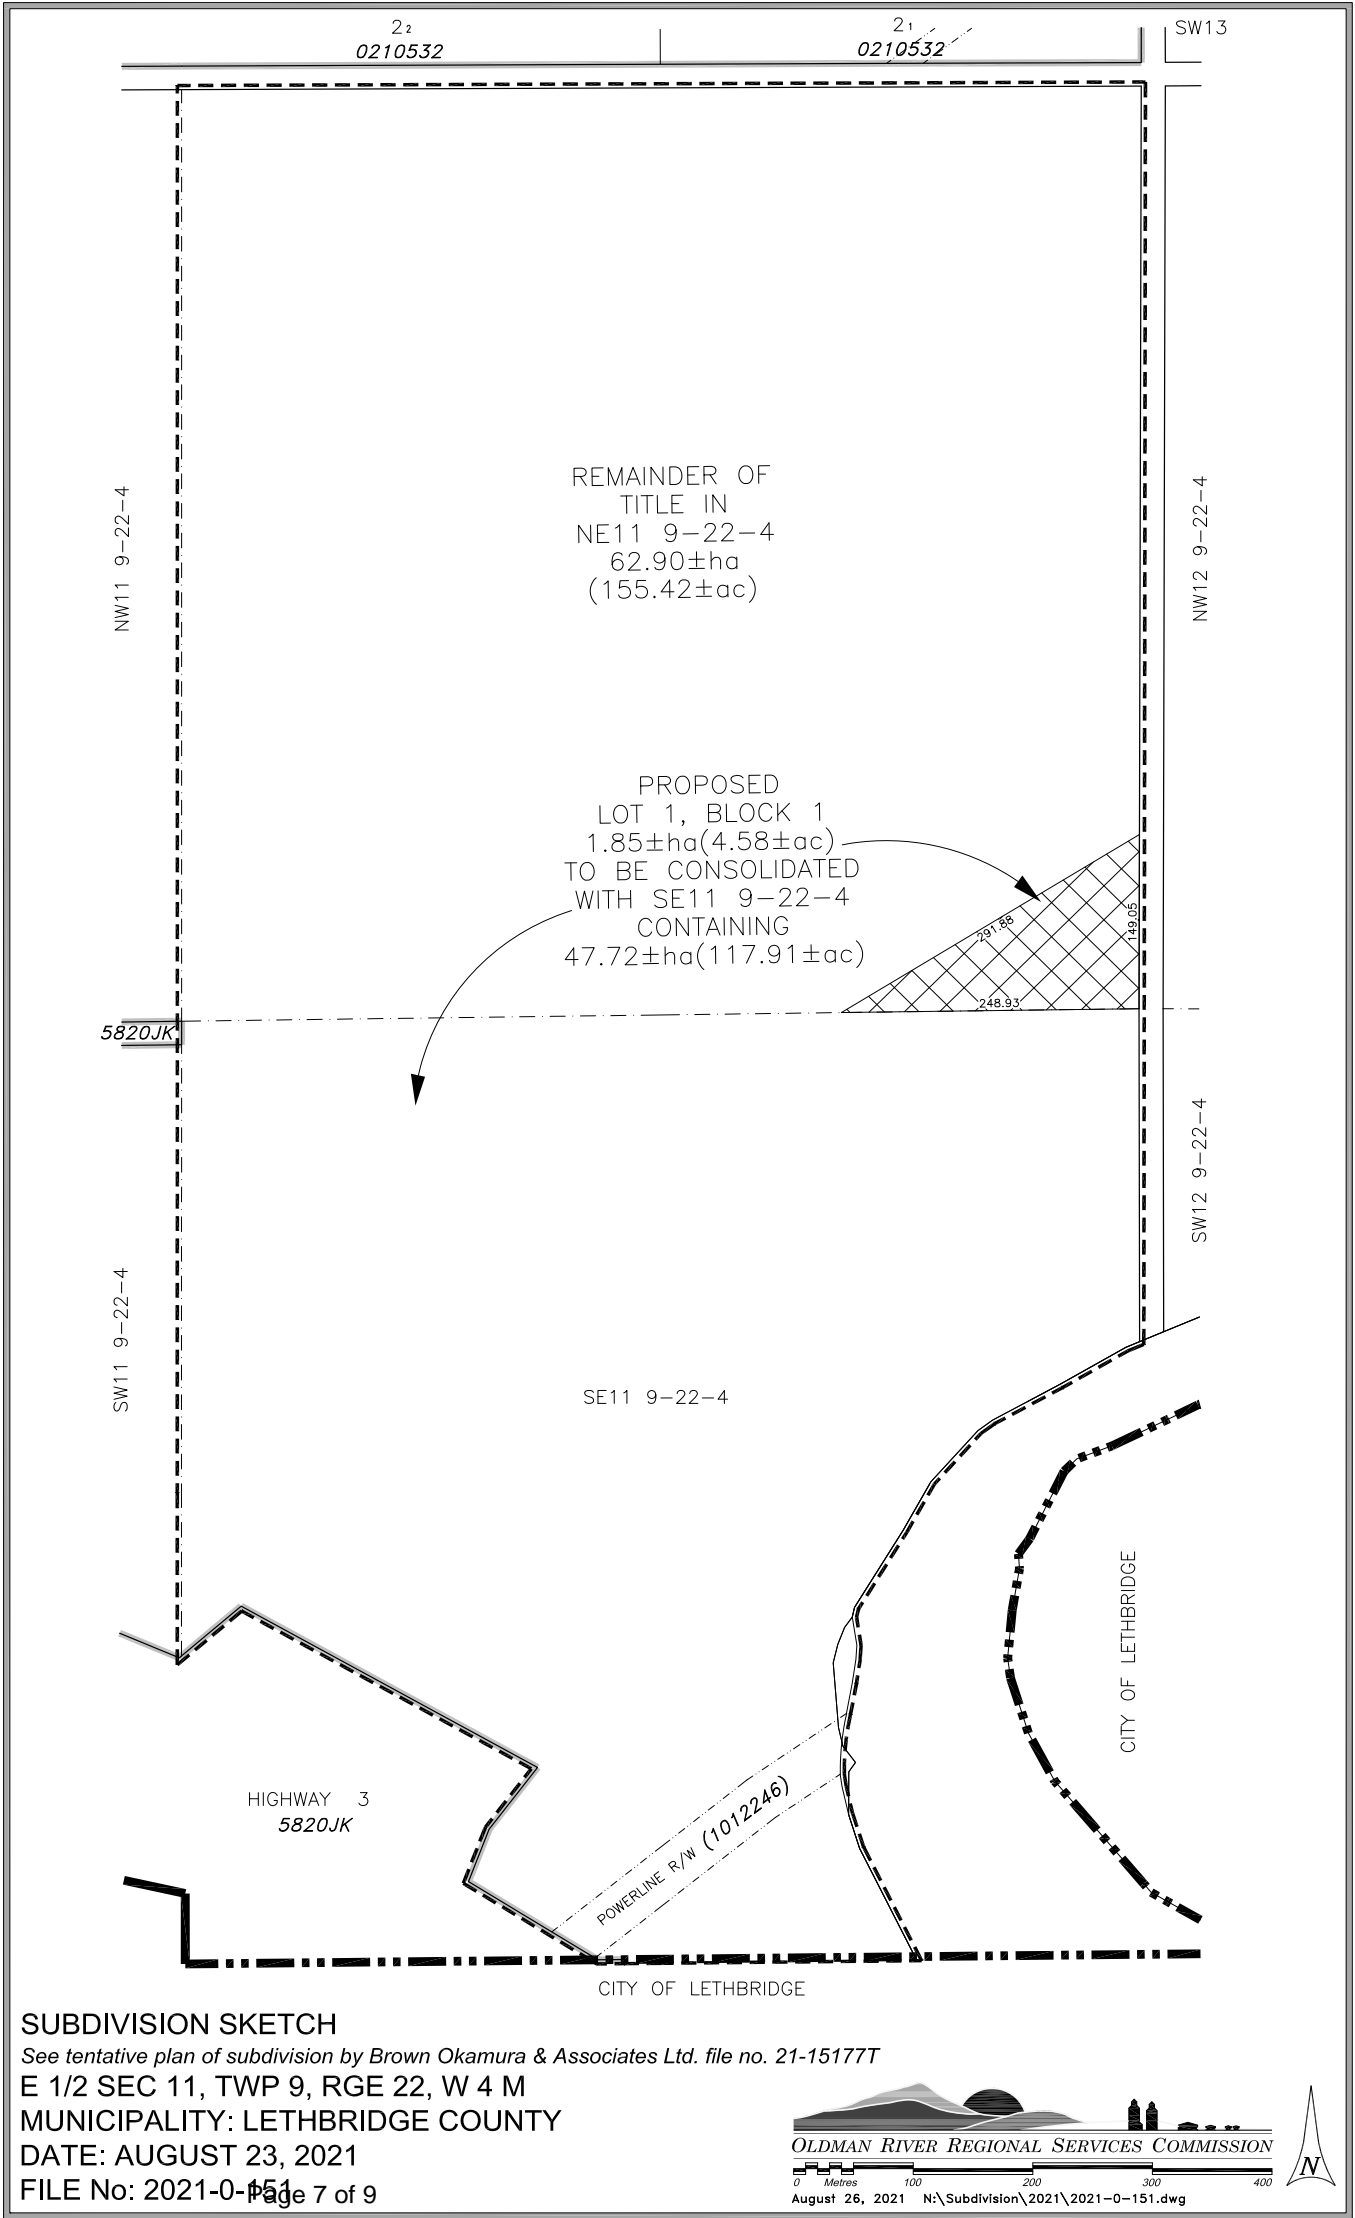 2₂
0210532
2₁
0210532
SW13
REMAINDER OF
TITLE IN
NE11 9-22-4
62.90±ha
(155.42±ac)
NW11 9-22-4
NW12 9-22-4
PROPOSED
LOT 1, BLOCK 1
1.85±ha(4.58±ac)
TO BE CONSOLIDATED
WITH SE11 9-22-4
CONTAINING
47.72±ha(117.91±ac)
291.88
149.05
248.93
5820JK
SW12 9-22-4
SW11 9-22-4
SE11 9-22-4
CITY OF LETHBRIDGE
HIGHWAY 3
5820JK
POWERLINE R/W (1012246)
CITY OF LETHBRIDGE
SUBDIVISION SKETCH
See tentative plan of subdivision by Brown Okamura & Associates Ltd. file no. 21-15177T
E 1/2 SEC 11, TWP 9, RGE 22, W 4 M
MUNICIPALITY: LETHBRIDGE COUNTY
DATE: AUGUST 23, 2021
FILE No: 2021-0-151
Page 7 of 9
OLDMAN RIVER REGIONAL SERVICES COMMISSION
0 Metres 100 200 300 400
August 26, 2021 N:\Subdivision\2021\2021-0-151.dwg
N